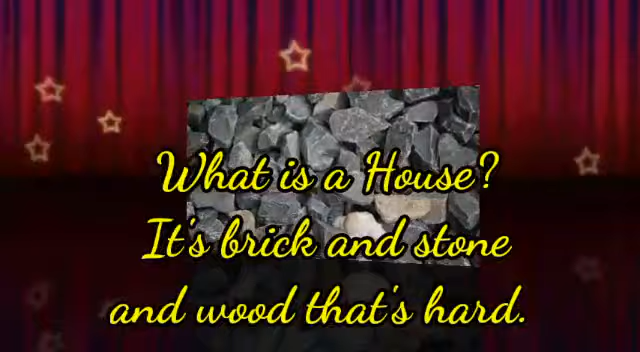 What is a House?
It's brick and stone
and wood that's hard.